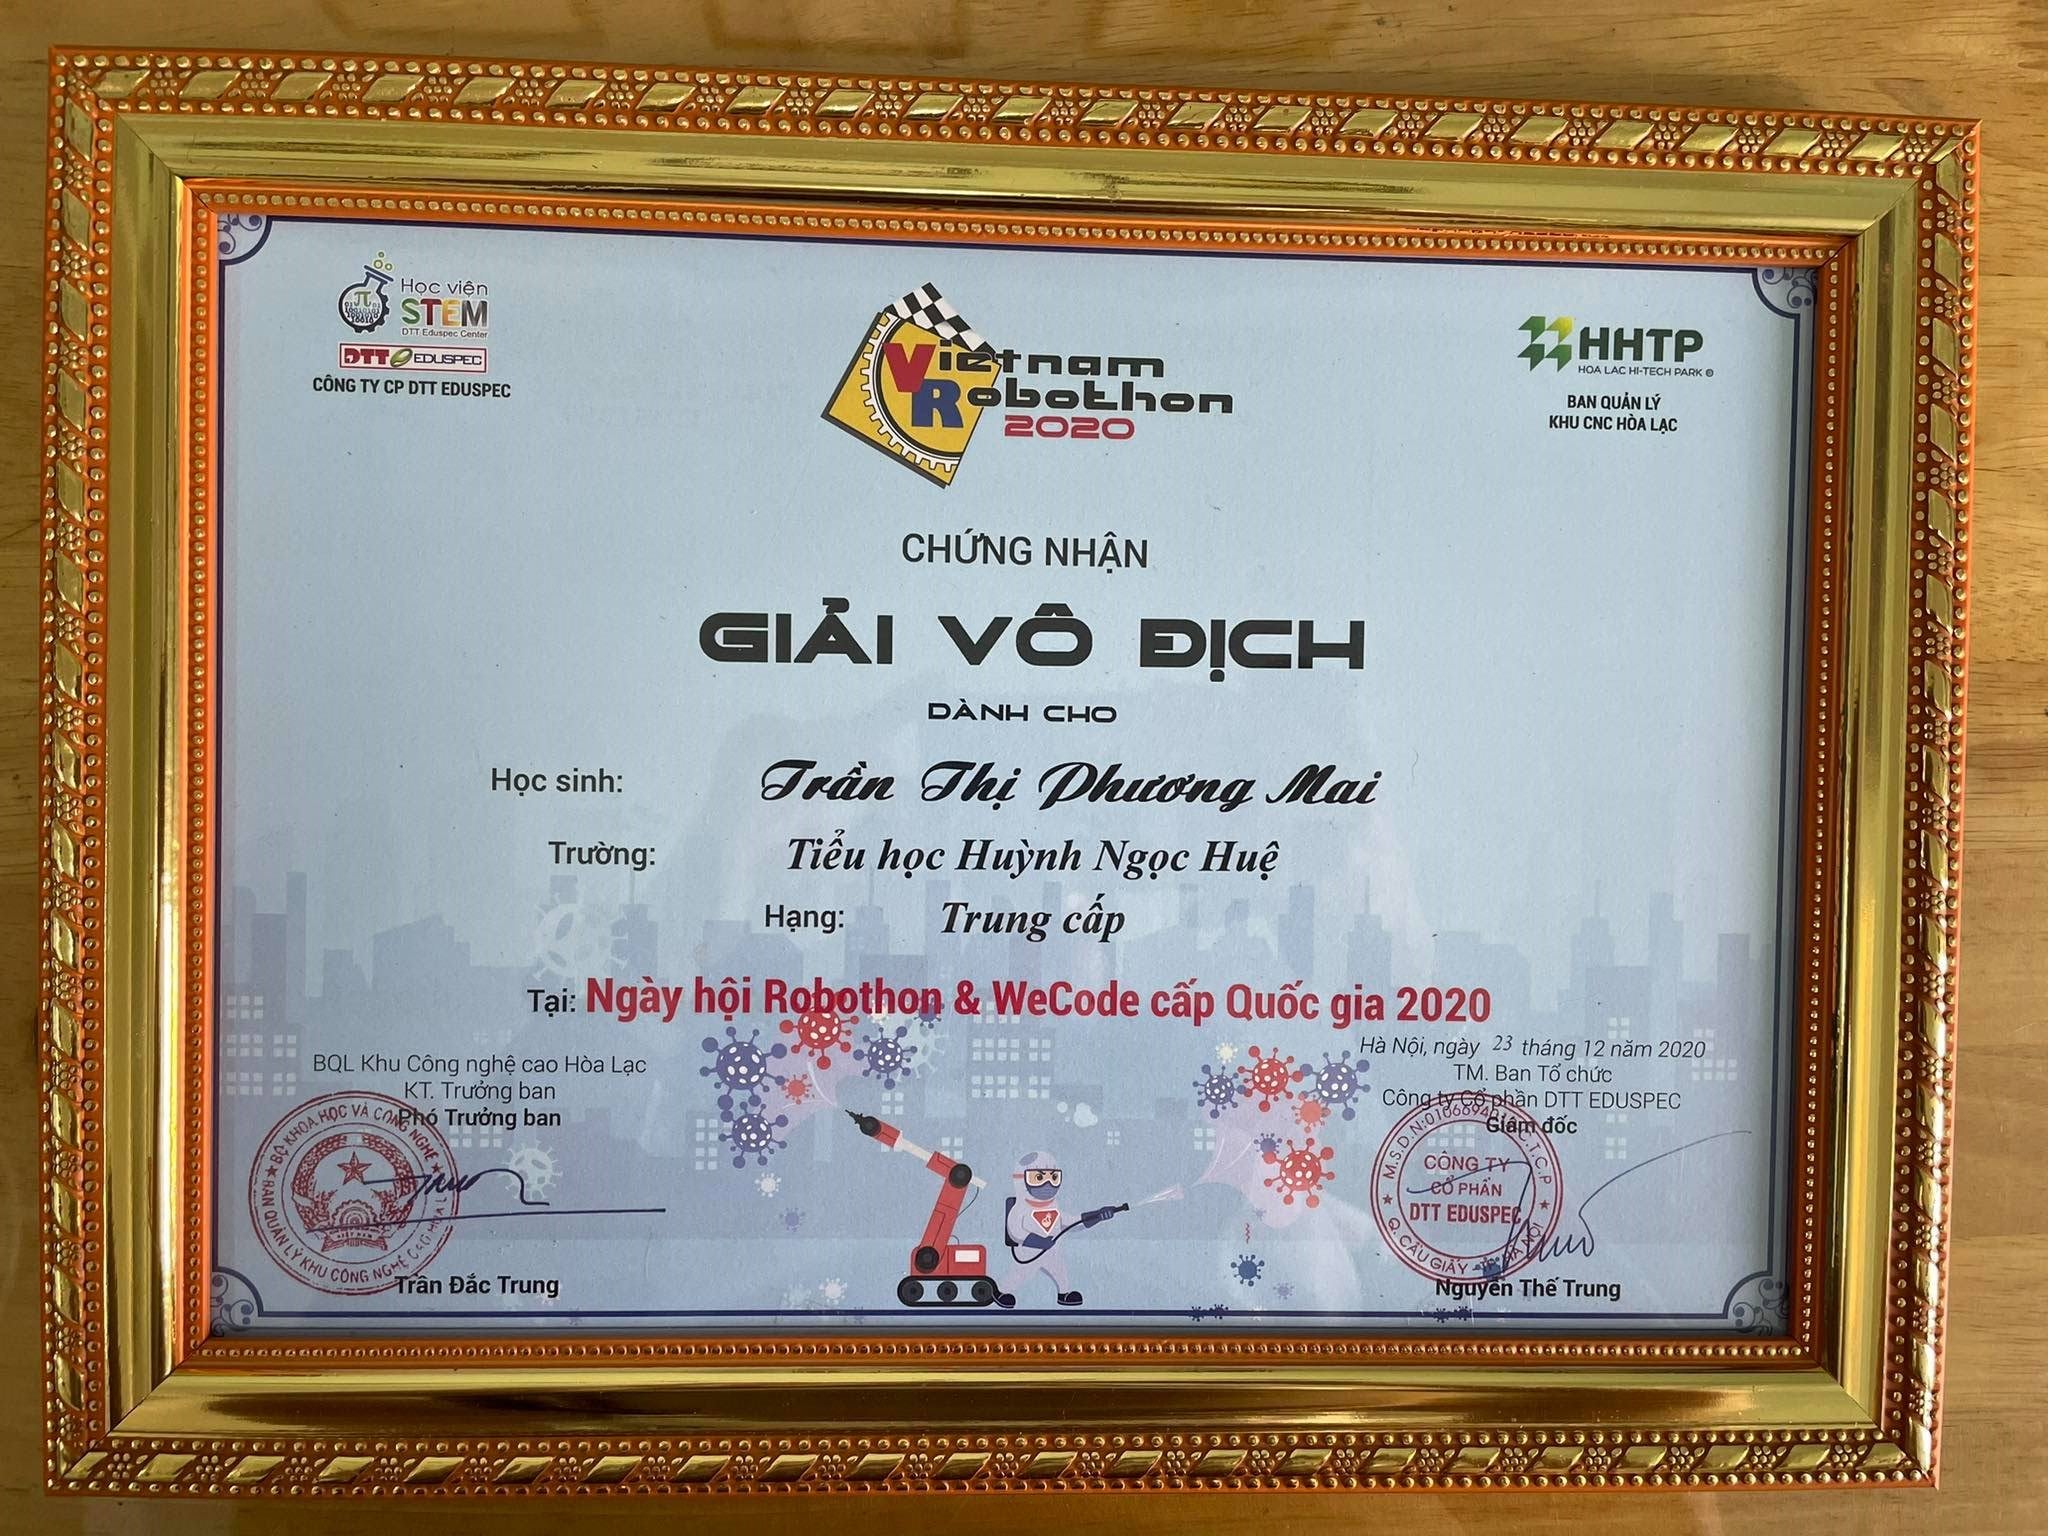 Học viện
STEM
DTT Eduspec Center
DTT EDUSPEC
CÔNG TY CP DTT EDUSPEC
Vietnam
Robothon
2020
HHTP
HOA LAC HI-TECH PARK ®
BAN QUẢN LÝ
KHU CNC HÒA LẠC
CHỨNG NHẬN
GIẢI VÔ ĐỊCH
DÀNH CHO
Học sinh: Trần Thị Phương Mai
Trường: Tiểu học Huỳnh Ngọc Huệ
Hạng: Trung cấp
Tại: Ngày hội Robothon & WeCode cấp Quốc gia 2020
BQL Khu Công nghệ cao Hòa Lạc
KT. Trưởng ban
Phó Trưởng ban
BỘ KHOA HỌC VÀ CÔNG NGHỆ
BAN QUẢN LÝ KHU CÔNG NGHỆ CAO HÒA L
VIỆT NAM
Trần Đắc Trung
Hà Nội, ngày 23 tháng 12 năm 2020
TM. Ban Tổ chức
Công ty Cổ phần DTT EDUSPEC
Giám đốc
CÔNG TY
CỔ PHẦN
DTT EDUSPEC
Q. CẦU GIẤY - TP. HÀ NỘI
Nguyễn Thế Trung